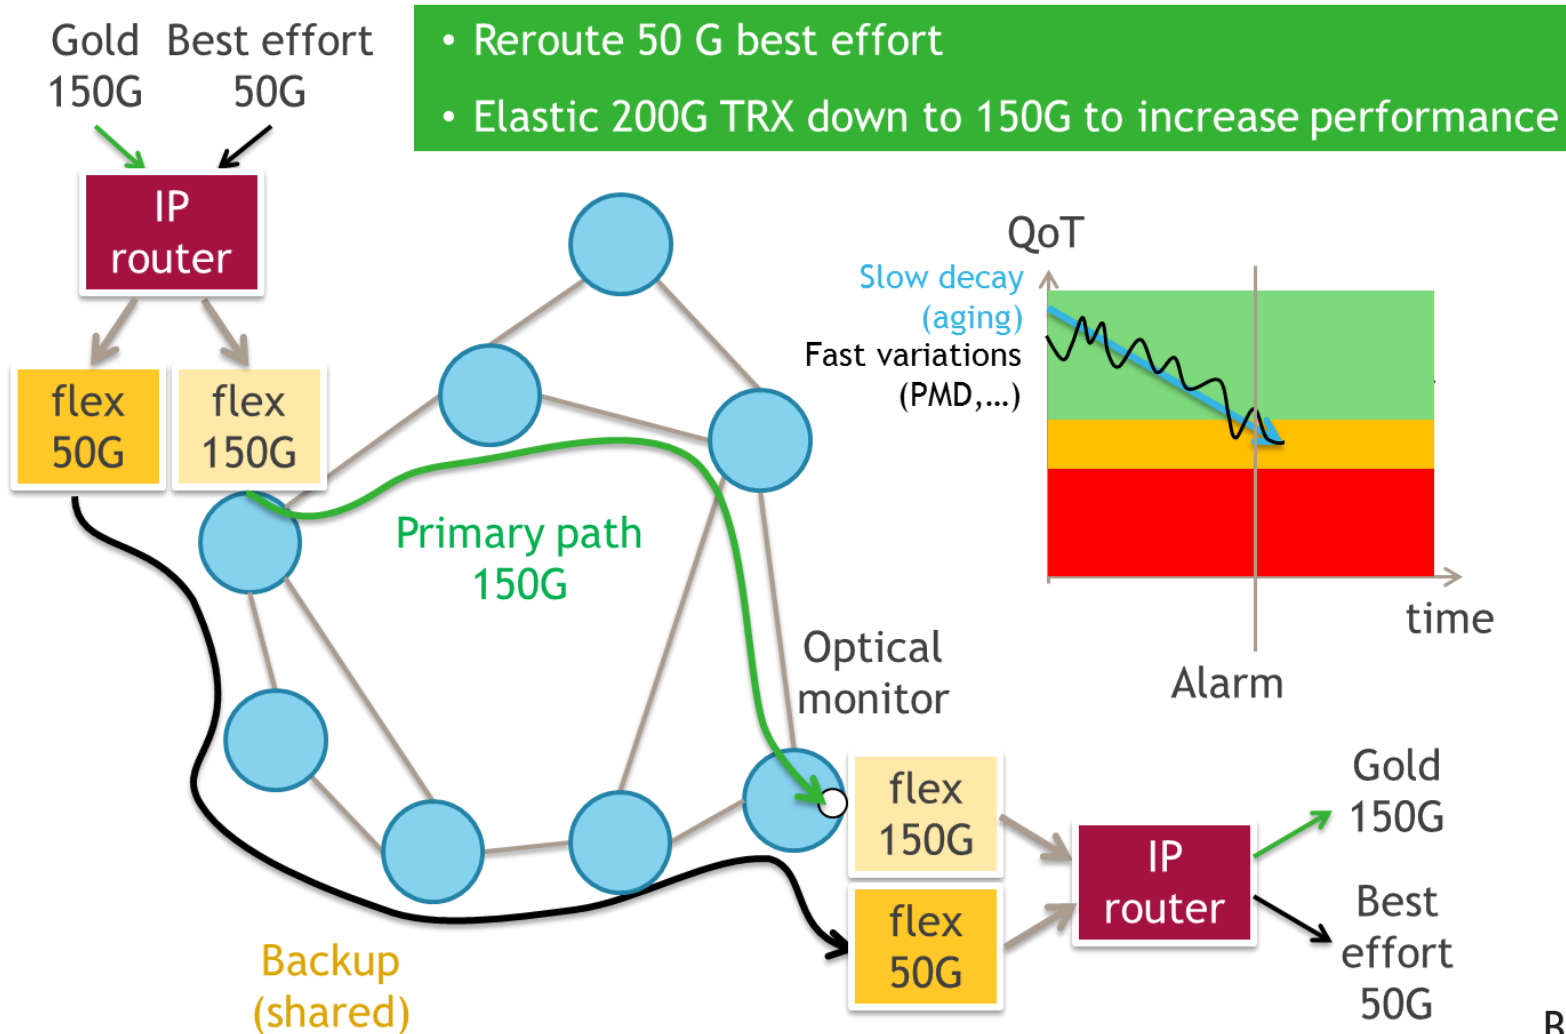 Gold Best effort
150G 50G
• Reroute 50 G best effort
• Elastic 200G TRX down to 150G to increase performance
IP
router
flex
50G
flex
150G
QoT
Slow decay
(aging)
Fast variations
(PMD,...)
time
Alarm
Primary path
150G
Optical
monitor
flex
150G
flex
50G
IP
router
Gold
150G
Best
effort
50G
Backup
(shared)